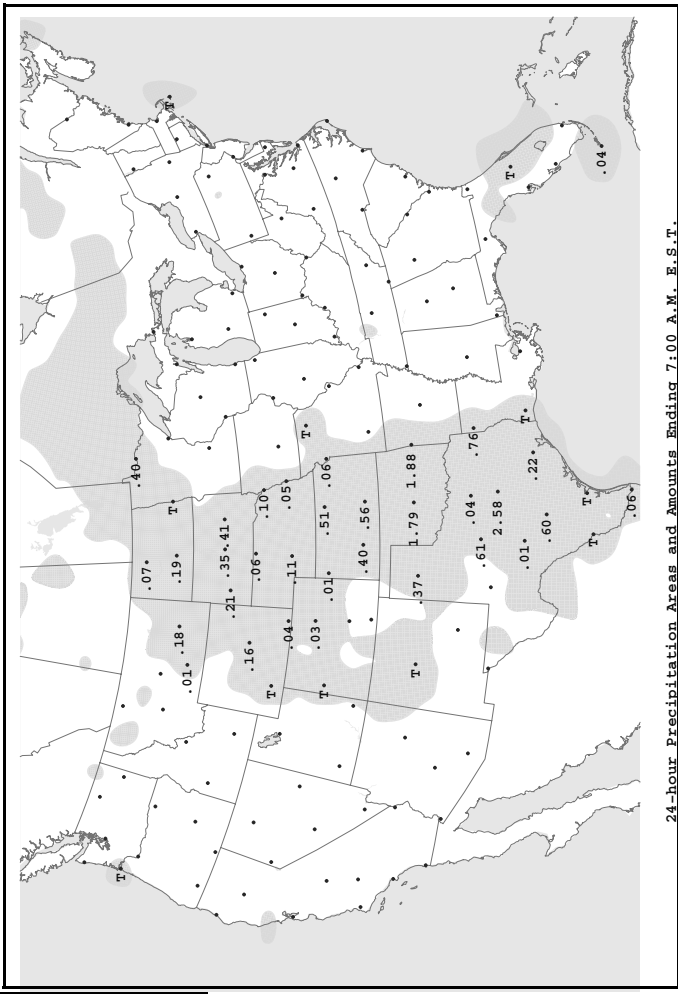 T
.40
.07
T
T
.19
.18
.01
.35 .41
.21
.16
.06
.10
T
.05
.04
.11
T
.03
T
.51
.06
.01
.40
.56
T
.37
1.79
1.88
.76
.61
.04
2.58
T
.01
.22
T
.60
T
T
.04
.06
24-hour Precipitation Areas and Amounts Ending 7:00 A.M. E.S.T.